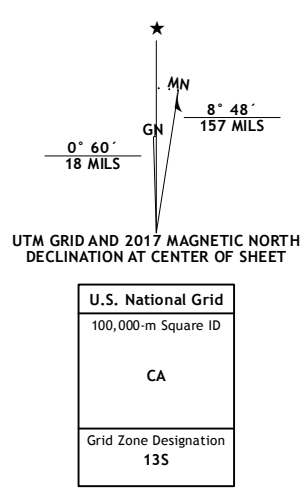 MN
GN
8° 48´
157 MILS
0° 60´
18 MILS
UTM GRID AND 2017 MAGNETIC NORTH
DECLINATION AT CENTER OF SHEET
U.S. National Grid
100,000-m Square ID
CA
Grid Zone Designation
13S